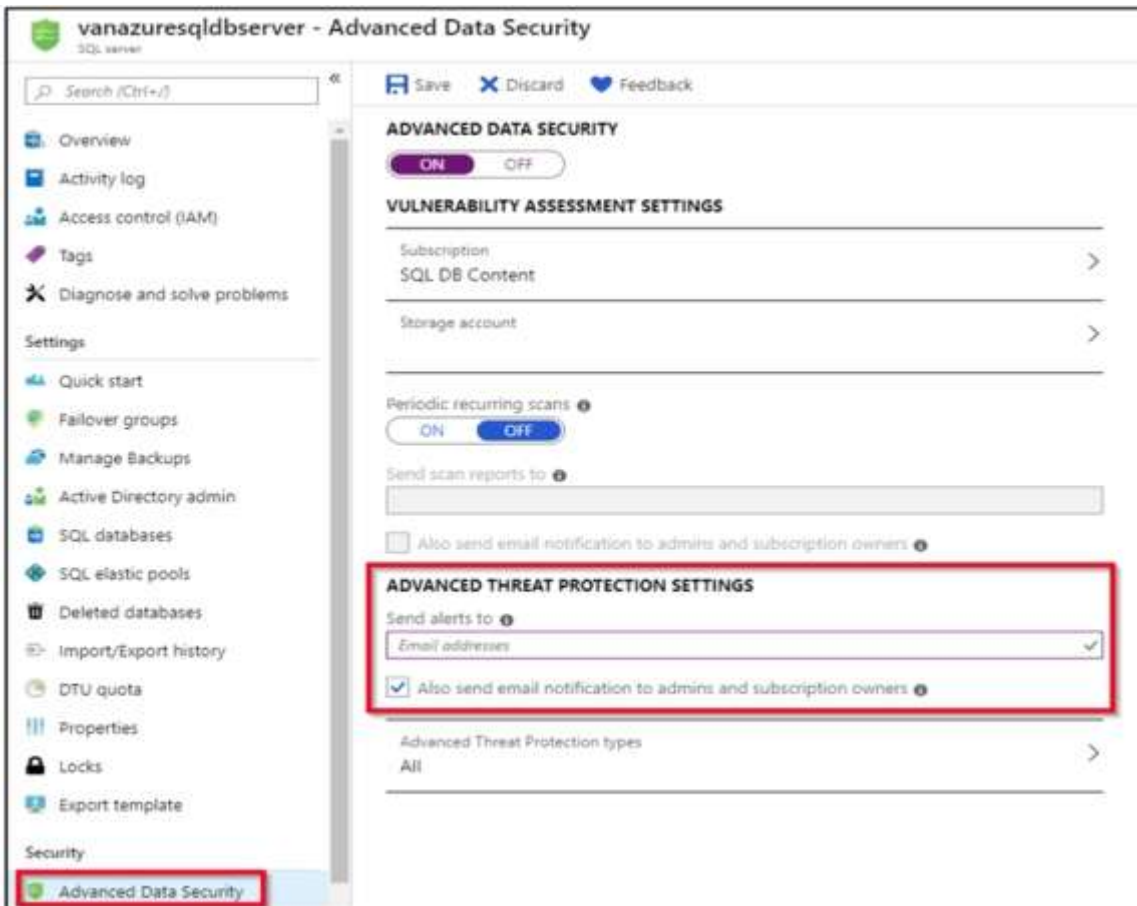 vanazuresqldbserver - Advanced Data Security
SQL server
Search (Ctrl+/)
«
Overview
Activity log
Access control (IAM)
Tags
Diagnose and solve problems
Settings
Quick start
Failover groups
Manage Backups
Active Directory admin
SQL databases
SQL elastic pools
Deleted databases
Import/Export history
DTU quota
Properties
Locks
Export template
Security
Advanced Data Security
Save Discard Feedback
ADVANCED DATA SECURITY
ON OFF
VULNERABILITY ASSESSMENT SETTINGS
Subscription
SQL DB Content
Storage account
Periodic recurring scans
ON OFF
Send scan reports to
Also send email notification to admins and subscription owners
ADVANCED THREAT PROTECTION SETTINGS
Send alerts to
Email addresses
Also send email notification to admins and subscription owners
Advanced Threat Protection types
All